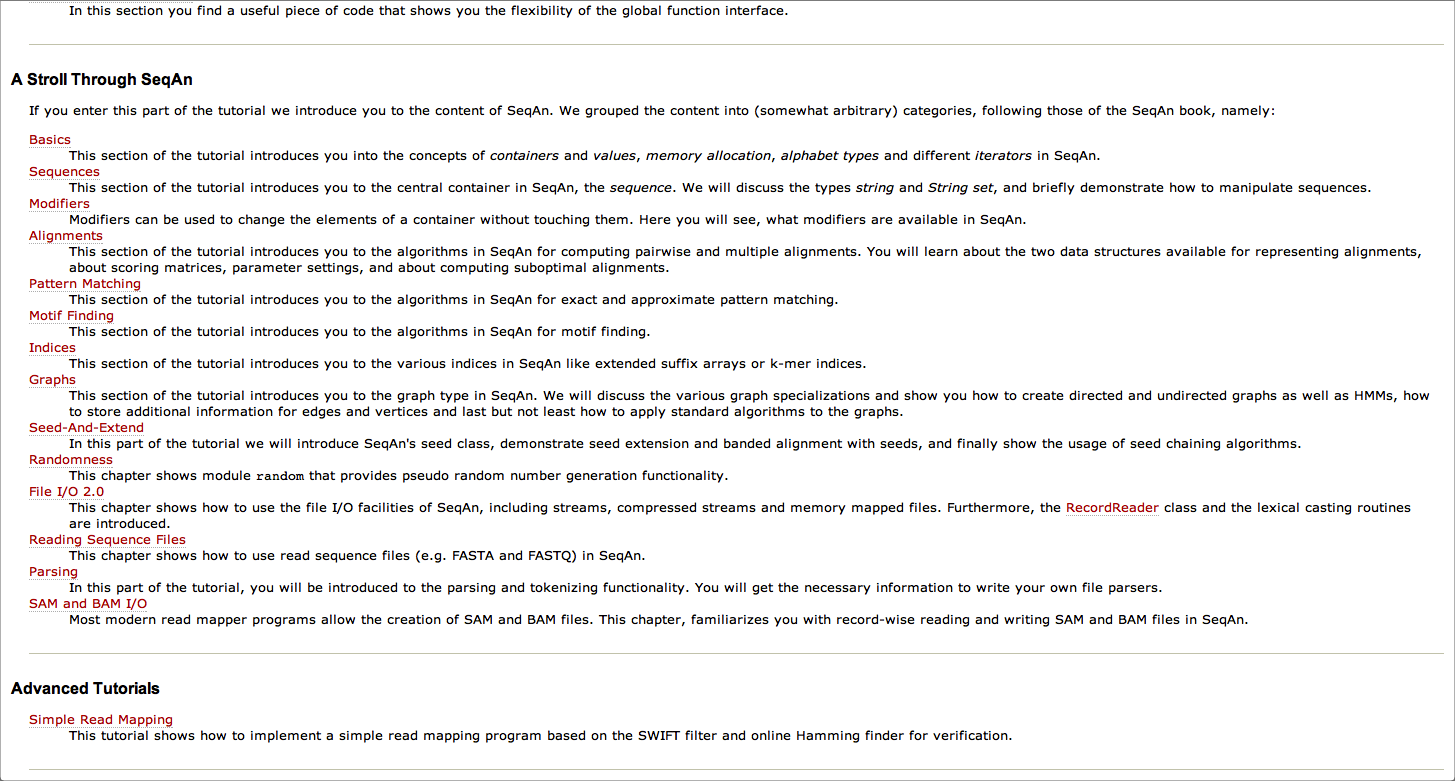 In this section you find a useful piece of code that shows you the flexibility of the global function interface.
A Stroll Through SeqAn
If you enter this part of the tutorial we introduce you to the content of SeqAn. We grouped the content into (somewhat arbitrary) categories, following those of the SeqAn book, namely:
Basics
This section of the tutorial introduces you into the concepts of containers and values, memory allocation, alphabet types and different iterators in SeqAn.
Sequences
This section of the tutorial introduces you to the central container in SeqAn, the sequence. We will discuss the types string and String set, and briefly demonstrate how to manipulate sequences.
Modifiers
Modifiers can be used to change the elements of a container without touching them. Here you will see, what modifiers are available in SeqAn.
Alignments
This section of the tutorial introduces you to the algorithms in SeqAn for computing pairwise and multiple alignments. You will learn about the two data structures available for representing alignments,
about scoring matrices, parameter settings, and about computing suboptimal alignments.
Pattern Matching
This section of the tutorial introduces you to the algorithms in SeqAn for exact and approximate pattern matching.
Motif Finding
This section of the tutorial introduces you to the algorithms in SeqAn for motif finding.
Indices
This section of the tutorial introduces you to the various indices in SeqAn like extended suffix arrays or k-mer indices.
Graphs
This section of the tutorial introduces you to the graph type in SeqAn. We will discuss the various graph specializations and show you how to create directed and undirected graphs as well as HMMs, how
to store additional information for edges and vertices and last but not least how to apply standard algorithms to the graphs.
Seed-And-Extend
In this part of the tutorial we will introduce SeqAn's seed class, demonstrate seed extension and banded alignment with seeds, and finally show the usage of seed chaining algorithms.
Randomness
This chapter shows module random that provides pseudo random number generation functionality.
File I/O 2.0
This chapter shows how to use the file I/O facilities of SeqAn, including streams, compressed streams and memory mapped files. Furthermore, the RecordReader class and the lexical casting routines
are introduced.
Reading Sequence Files
This chapter shows how to use read sequence files (e.g. FASTA and FASTQ) in SeqAn.
Parsing
In this part of the tutorial, you will be introduced to the parsing and tokenizing functionality. You will get the necessary information to write your own file parsers.
SAM and BAM I/O
Most modern read mapper programs allow the creation of SAM and BAM files. This chapter, familiarizes you with record-wise reading and writing SAM and BAM files in SeqAn.
Advanced Tutorials
Simple Read Mapping
This tutorial shows how to implement a simple read mapping program based on the SWIFT filter and online Hamming finder for verification.